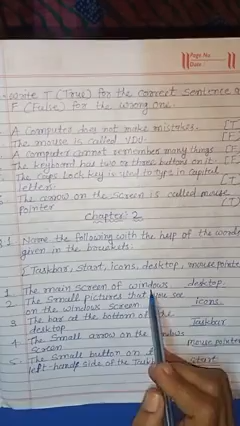 Page No.
Date
Write T (True) for the correct sentence a
F (False) for the wrong one.
A Computer does not make mistakes. [T
The mouse is called VDU. [F
A computer cannot remember many things [F
The keyboard has two or three buttons on it. [F
The caps Lock key is used to type in capital
letters. (T
The arrow on the screen is called mouse
pointer (T)
Chapter: 2
Q 1 Name the following with the help of the words
given in the brackets.
[Taskbar, start, Icons, desktop, mouse pointe
1 The main screen of windows desktop.
2 The small pictures that we see
on the windows screen Icons.
3 The bar at the bottom of the
desktop Taskbar
4. The small arrow on the windows
screen mouse pointer
5. The small button on
left-hand side of the Taskbar start